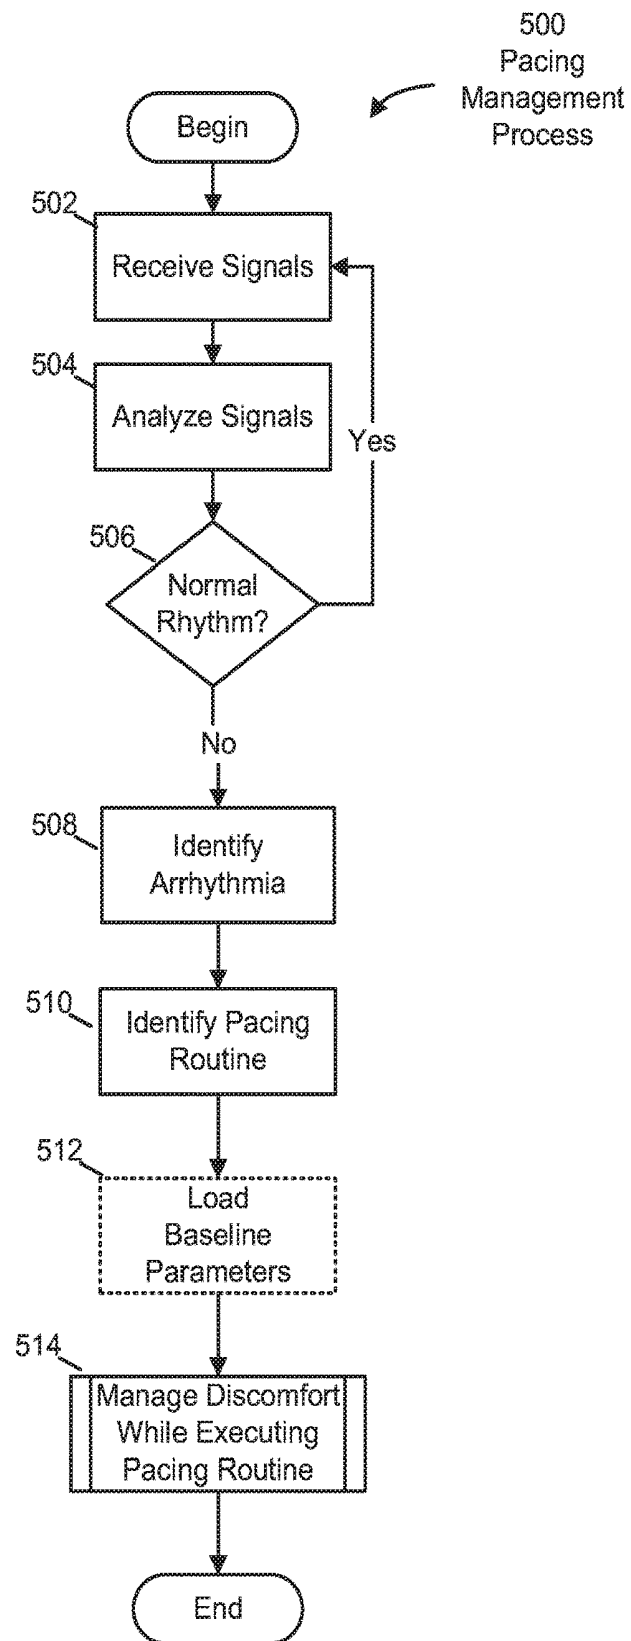 500
Pacing
Management
Process
Begin
502
Receive Signals
504
Analyze Signals
Yes
506
Normal
Rhythm?
No
508
Identify
Arrhythmia
510
Identify Pacing
Routine
512
Load
Baseline
Parameters
514
Manage Discomfort
While Executing
Pacing Routine
End